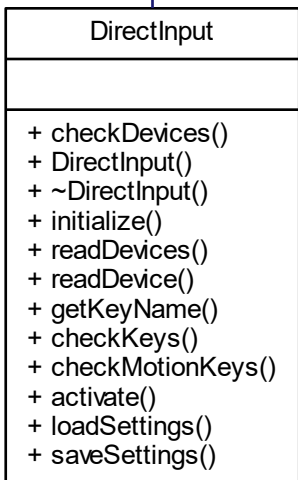 DirectInput
+ checkDevices()
+ DirectInput()
+ ~DirectInput()
+ initialize()
+ readDevices()
+ readDevice()
+ getKeyName()
+ checkKeys()
+ checkMotionKeys()
+ activate()
+ loadSettings()
+ saveSettings()